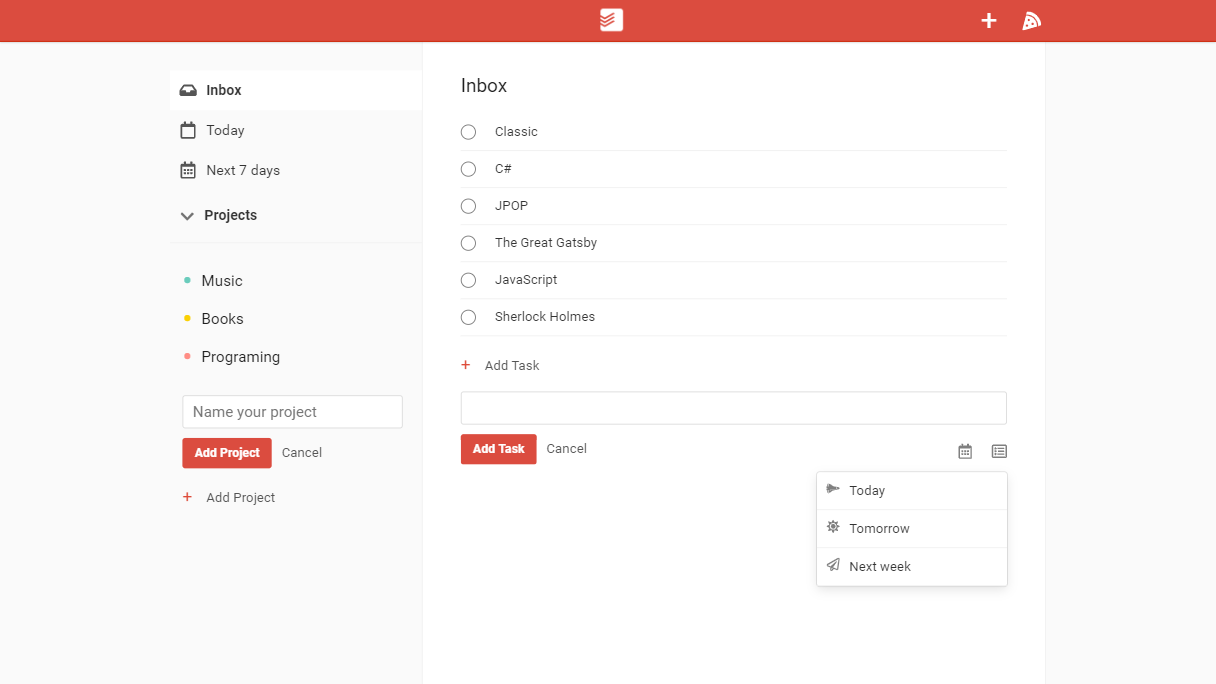 Inbox
Today
Next 7 days
Projects
Music
Books
Programing
Name your project
Add Project
Cancel
+ Add Project
Inbox
Classic
C#
JPOP
The Great Gatsby
JavaScript
Sherlock Holmes
+ Add Task
Add Task
Cancel
Today
Tomorrow
Next week